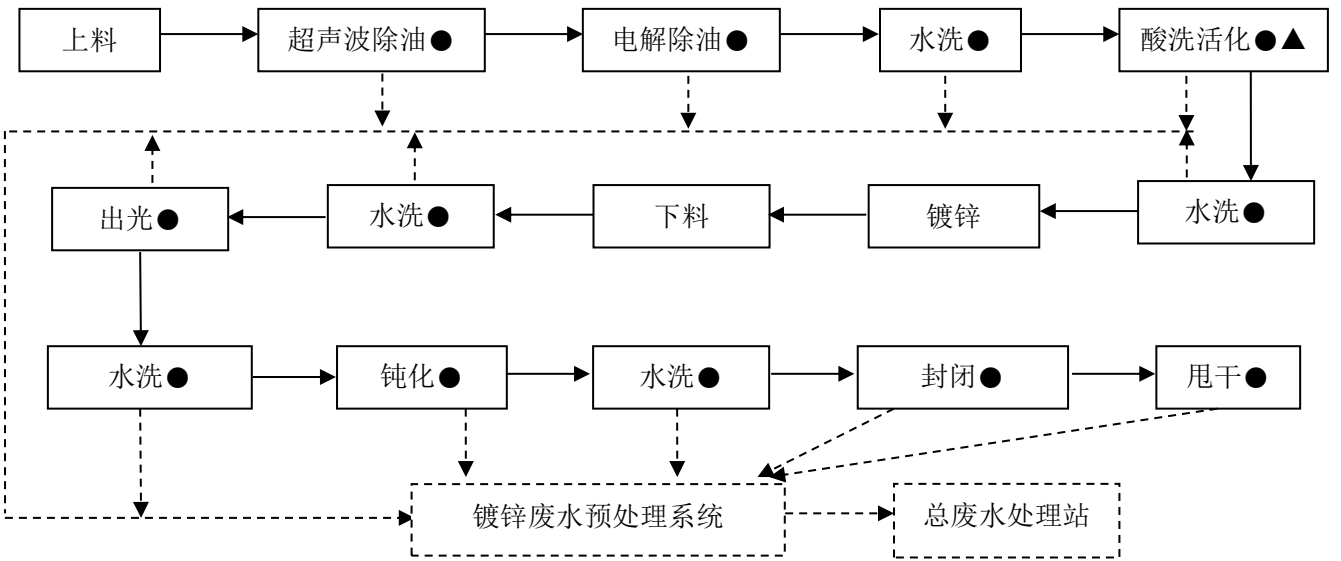 上料 超声波除油● 电解除油● 水洗● 酸洗活化●▲
出光● 水洗● 下料 镀锌 水洗●
水洗● 钝化● 水洗● 封闭● 甩干●
镀锌废水预处理系统 总废水处理站